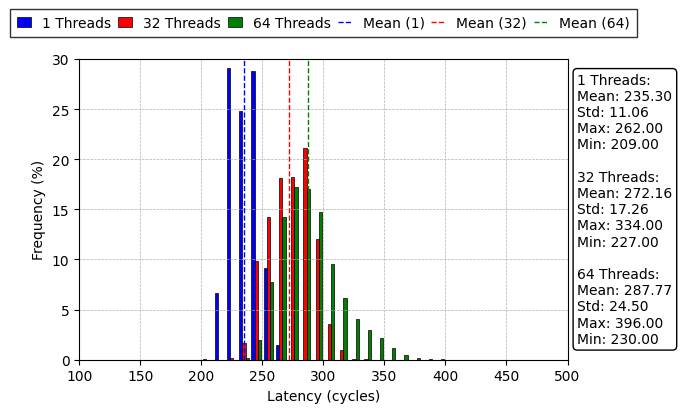 1 Threads 32 Threads 64 Threads Mean (1) Mean (32) Mean (64)
30
25
20
15
10
5
0
Frequency (%)
100 150 200 250 300 350 400 450 500
Latency (cycles)
1 Threads:
Mean: 235.30
Std: 11.06
Max: 262.00
Min: 209.00
32 Threads:
Mean: 272.16
Std: 17.26
Max: 334.00
Min: 227.00
64 Threads:
Mean: 287.77
Std: 24.50
Max: 396.00
Min: 230.00